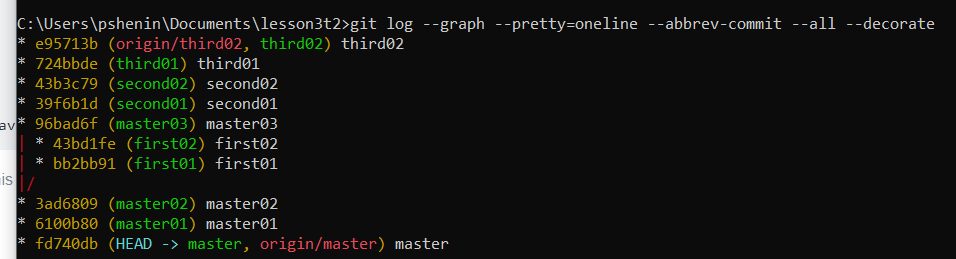 C:\Users\pshenin\Documents\lesson3t2>git log --graph --pretty=oneline --abbrev-commit --all --decorate
* e95713b (origin/third02, third02) third02
* 724bbde (third01) third01
* 43b3c79 (second02) second02
* 39f6b1d (second01) second01
* 96bad6f (master03) master03
| * 43bd1fe (first02) first02
| * bb2bb91 (first01) first01
|/
* 3ad6809 (master02) master02
* 6100b80 (master01) master01
* fd740db (HEAD -> master, origin/master) master
av
is